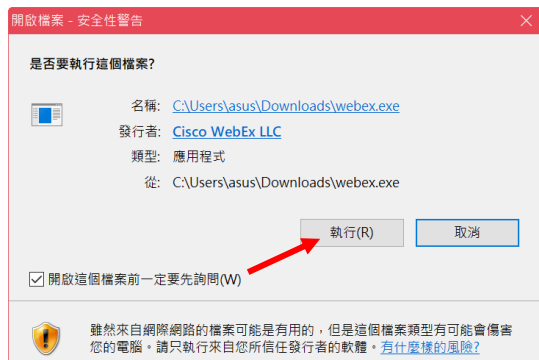 開啟檔案 - 安全性警告
是否要執行這個檔案?
名稱: C:\Users\asus\Downloads\webex.exe
發行者: Cisco WebEx LLC
類型: 應用程式
從: C:\Users\asus\Downloads\webex.exe
執行(R) 取消
開啟這個檔案前一定要先詢問(W)
雖然來自網際網路的檔案可能是有用的，但是這個檔案類型有可能會傷害
您的電腦。請只執行來自您所信任發行者的軟體。有什麼樣的風險?